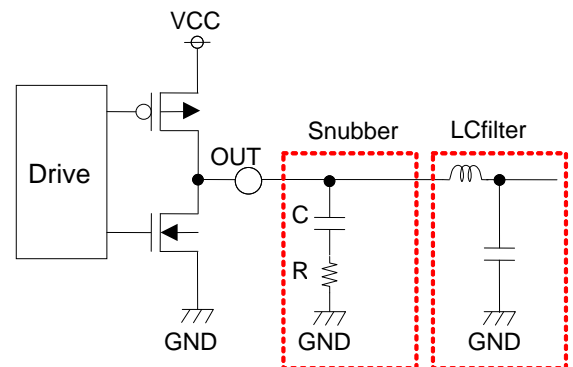 VCC
Snubber
LCfilter
OUT
Drive
C
R
GND
GND
GND